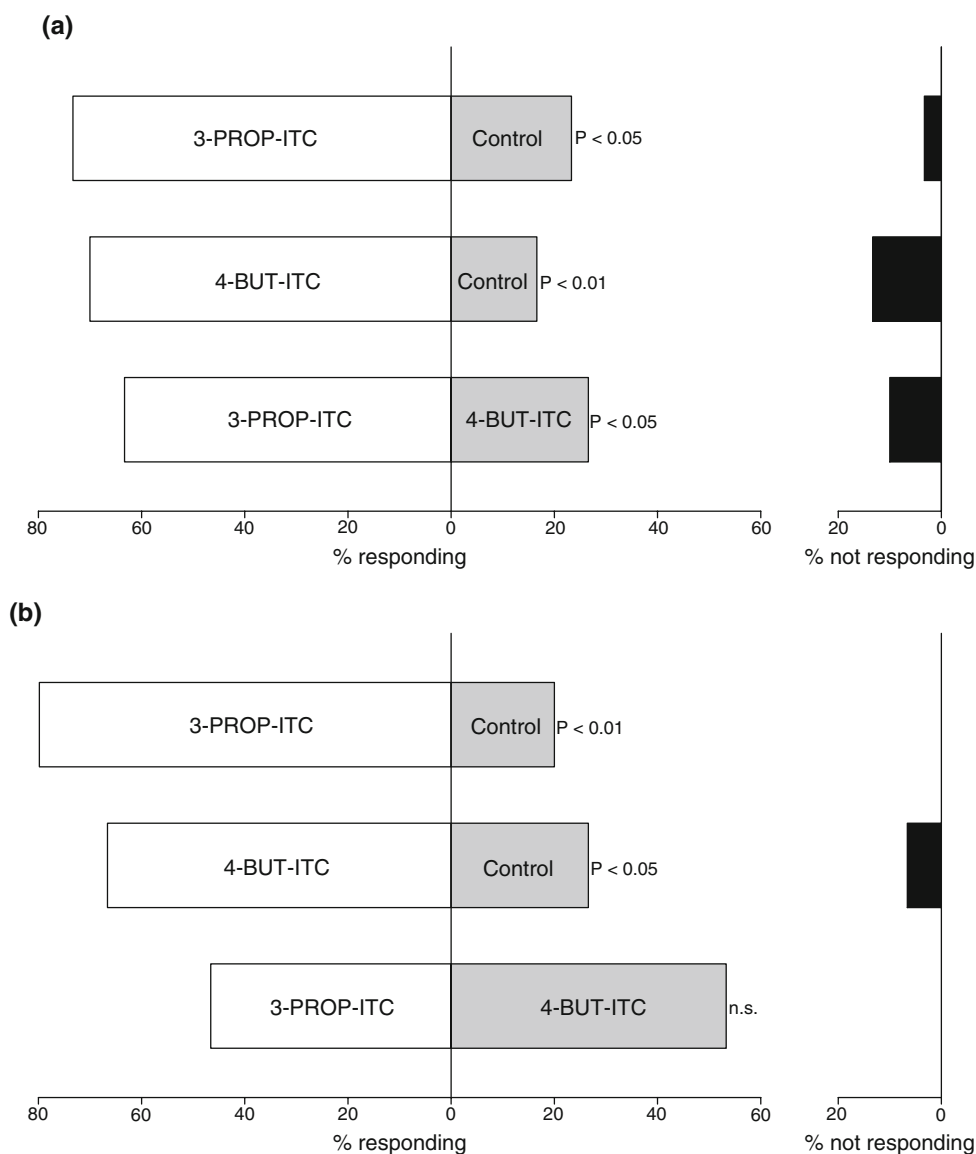 (a)
3-PROP-ITC Control P < 0.05
4-BUT-ITC Control P < 0.01
3-PROP-ITC 4-BUT-ITC P < 0.05
80 60 40 20 0 20 40 60 20 0
% responding % not responding
(b)
3-PROP-ITC Control P < 0.01
4-BUT-ITC Control P < 0.05
3-PROP-ITC 4-BUT-ITC n.s.
80 60 40 20 0 20 40 60 20 0
% responding % not responding